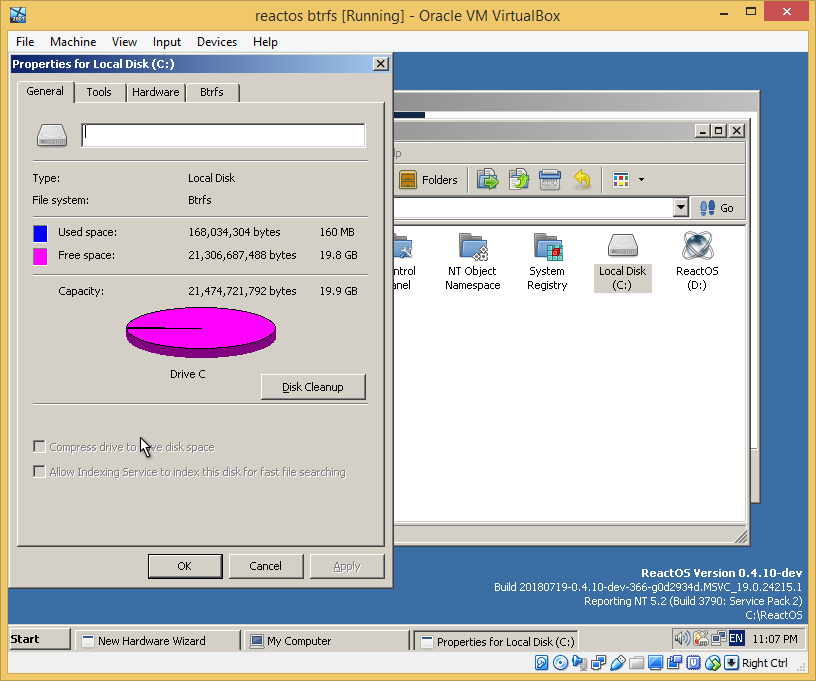 reactos btrfs [Running] - Oracle VM VirtualBox
File Machine View Input Devices Help
Properties for Local Disk (C:)
General Tools Hardware Btrfs
Type: Local Disk
File system: Btrfs
Used space: 168,034,304 bytes 160 MB
Free space: 21,306,687,488 bytes 19.8 GB
Capacity: 21,474,721,792 bytes 19.9 GB
Drive C
Disk Cleanup
Compress drive to ve disk space
Allow Indexing Service to index this disk for fast file searching
OK Cancel Apply
lp
Folders
Go
ntrol
anel
NT Object
Namespace
System
Registry
Local Disk
(C:)
ReactOS
(D:)
ReactOS Version 0.4.10-dev
Build 20180719-0.4.10-dev-366-g0d2934d.MSVC_19.0.24215.1
Reporting NT 5.2 (Build 3790: Service Pack 2)
C:\ReactOS
Start New Hardware Wizard My Computer Properties for Local Disk (C:) EN 11:07 PM
Right Ctrl